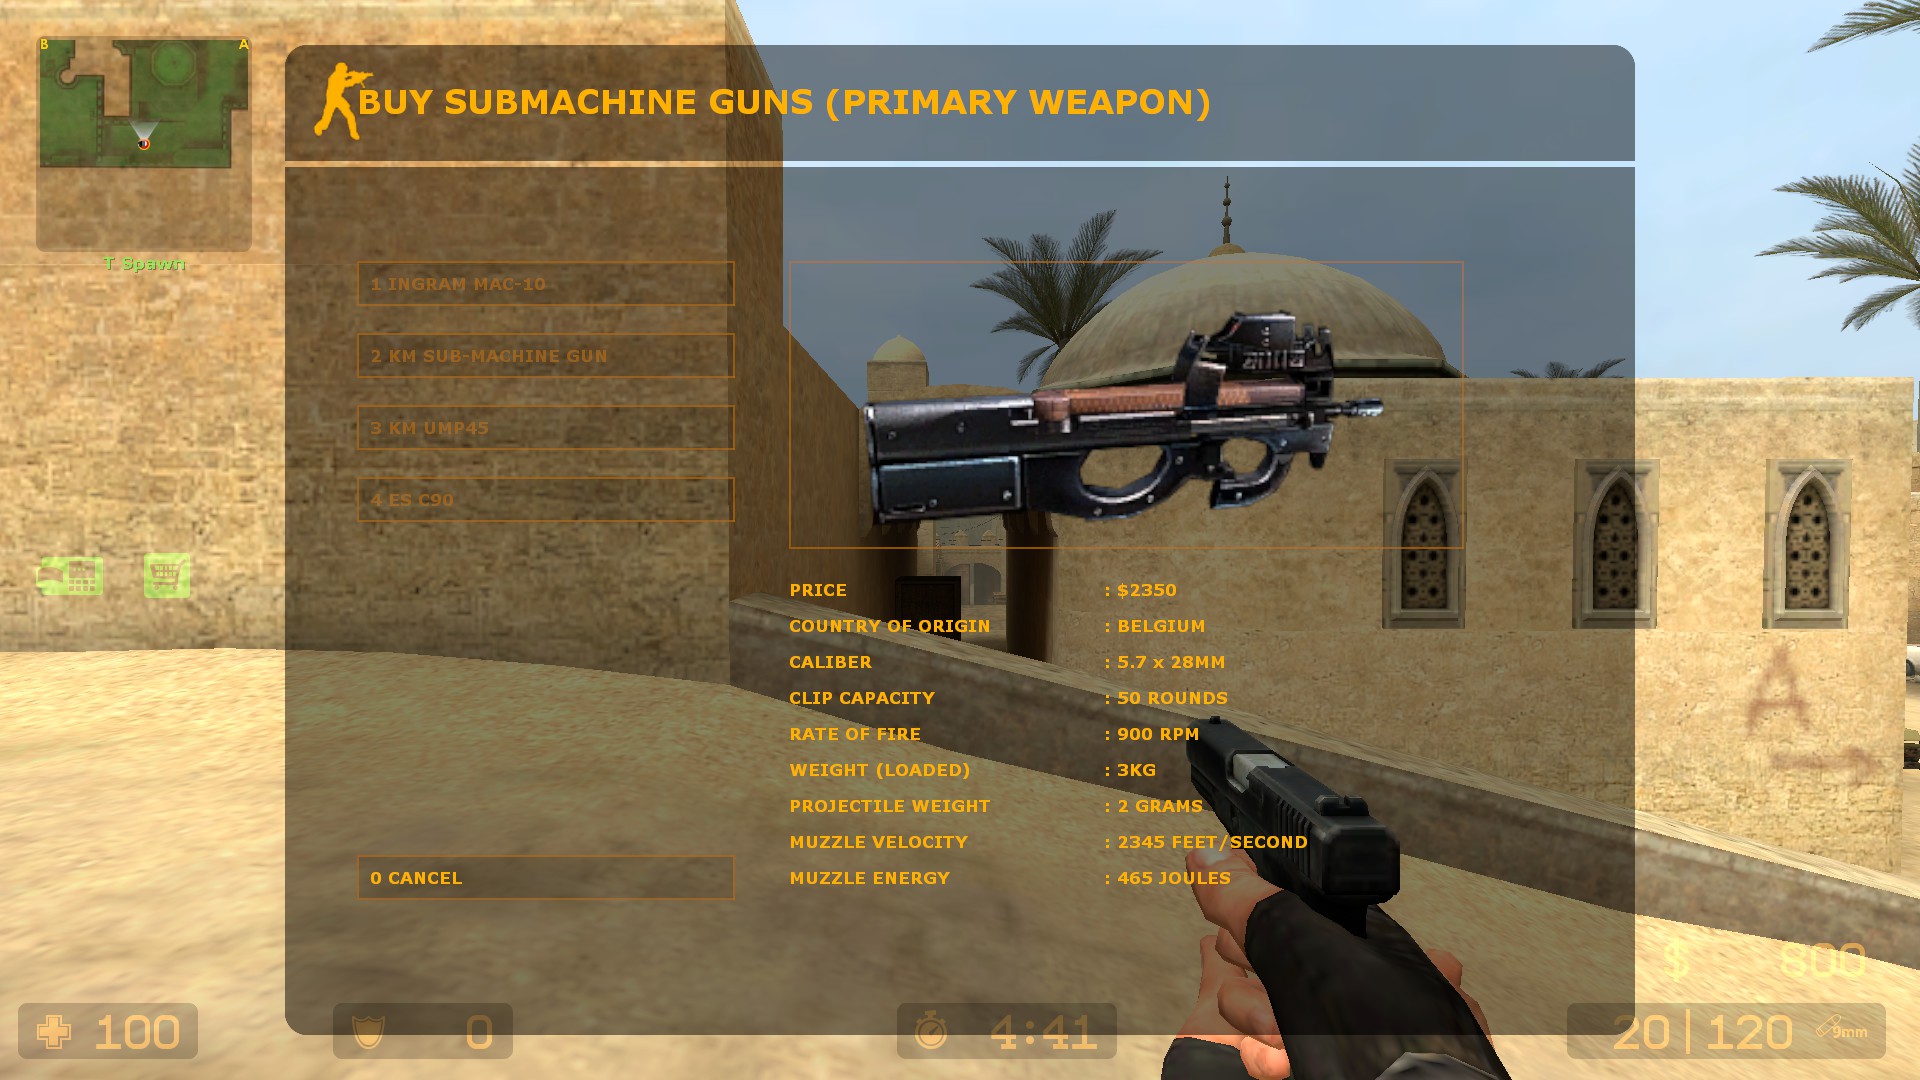 B A
BUY SUBMACHINE GUNS (PRIMARY WEAPON)
T Spawn
1 INGRAM MAC-10
2 KM SUB-MACHINE GUN
3 KM UMP45
4 ES C90
PRICE : $2350
COUNTRY OF ORIGIN : BELGIUM
CALIBER : 5.7 x 28MM
CLIP CAPACITY : 50 ROUNDS
RATE OF FIRE : 900 RPM
WEIGHT (LOADED) : 3KG
PROJECTILE WEIGHT : 2 GRAMS
MUZZLE VELOCITY : 2345 FEET/SECOND
MUZZLE ENERGY : 465 JOULES
0 CANCEL
A
$ 800
100
0
4:41
20|120 9mm